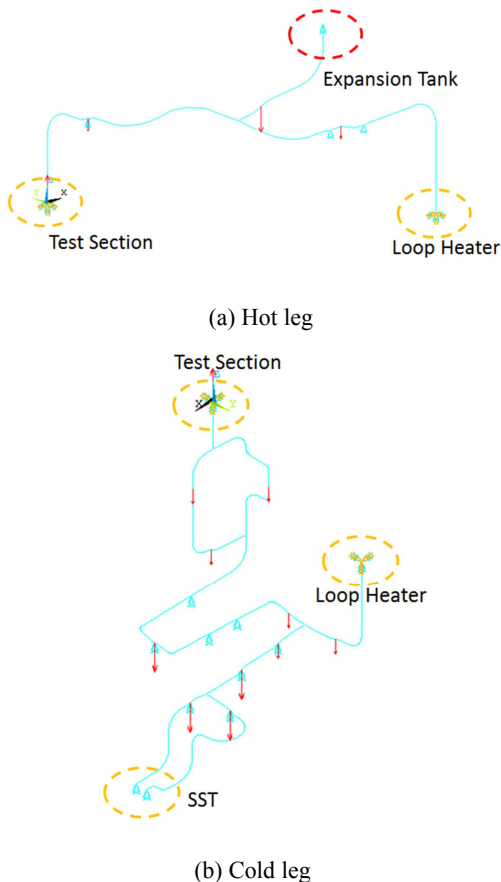 Expansion Tank
Y
X
Test Section
Loop Heater
(a) Hot leg
Test Section
X
Y
Loop Heater
SST
(b) Cold leg